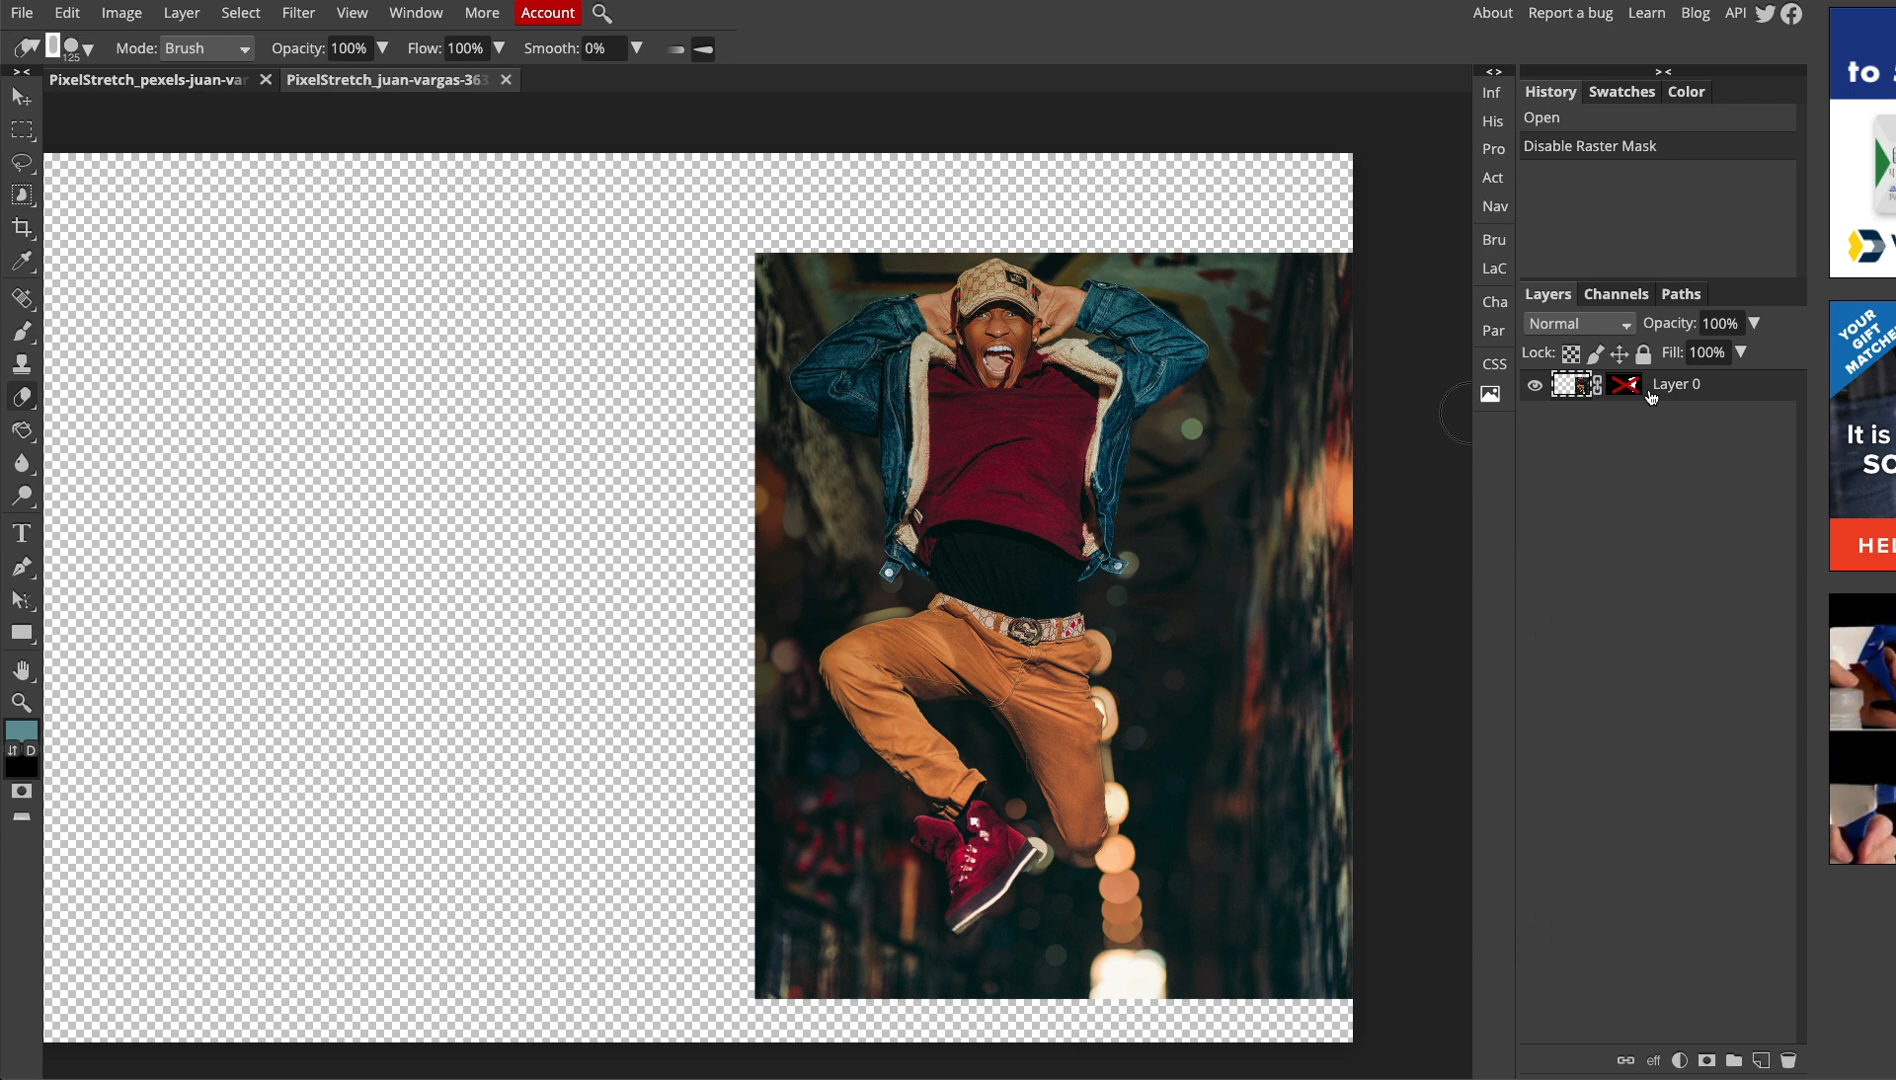 File Edit Image Layer Select Filter View Window More Account About Report a bug Learn Blog API
125 Mode: Brush Opacity: 100% Flow: 100% Smooth: 0%
PixelStretch_pexels-juan-var PixelStretch_juan-vargas-363
Inf
His
Pro
Act
Nav
Bru
LaC
Cha
Par
CSS
History Swatches Color
Open
Disable Raster Mask
Layers Channels Paths
Normal Opacity: 100%
Lock: Fill: 100%
Layer 0
eff
D
to
YOUR
GIFT
MATCHE
It is
SO
HEL